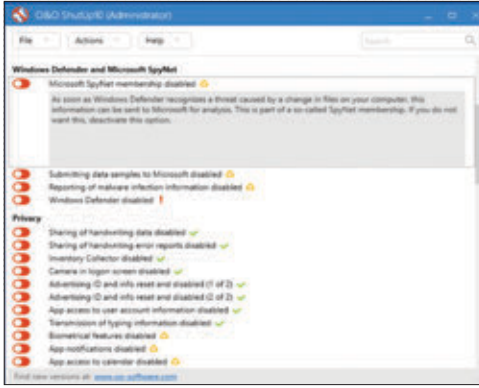 O&O ShutUp10 (Administrator)
File Actions Help Search
Windows Defender and Microsoft SpyNet
Microsoft SpyNet membership disabled
As soon as Windows Defender recognizes a threat caused by a change in files on your computer, this
information can be sent to Microsoft for analysis. This is part of a so-called SpyNet membership. If you do not
want this, deactivate this option.
Submitting data samples to Microsoft disabled
Reporting of malware infection information disabled
Windows Defender disabled !
Privacy
Sharing of handwriting data disabled
Sharing of handwriting error reports disabled
Inventory Collector disabled
Camera in logon screen disabled
Advertising ID and info reset and disabled (1 of 2)
Advertising ID and info reset and disabled (2 of 2)
App access to user account information disabled
Transmission of typing information disabled
Biometrical features disabled
App notifications disabled
App access to calendar disabled
Find new versions at: www.oo-software.com